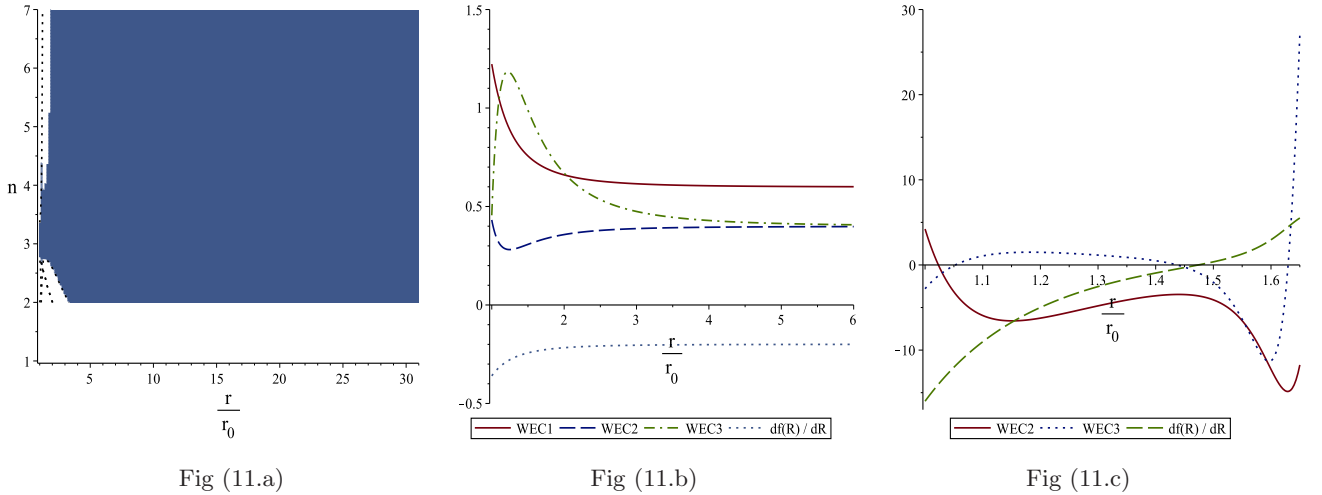 7
6
5
4
3
2
1
n
5
10
15
20
25
30
r
r0
Fig (11.a)
1.5
1
0.5
0
-0.5
2
3
4
5
6
r
r0
WEC1 WEC2 WEC3 df(R) / dR
Fig (11.b)
30
20
10
0
-10
1.1
1.2
1.3
1.4
1.5
1.6
r
r0
WEC2 WEC3 df(R) / dR
Fig (11.c)